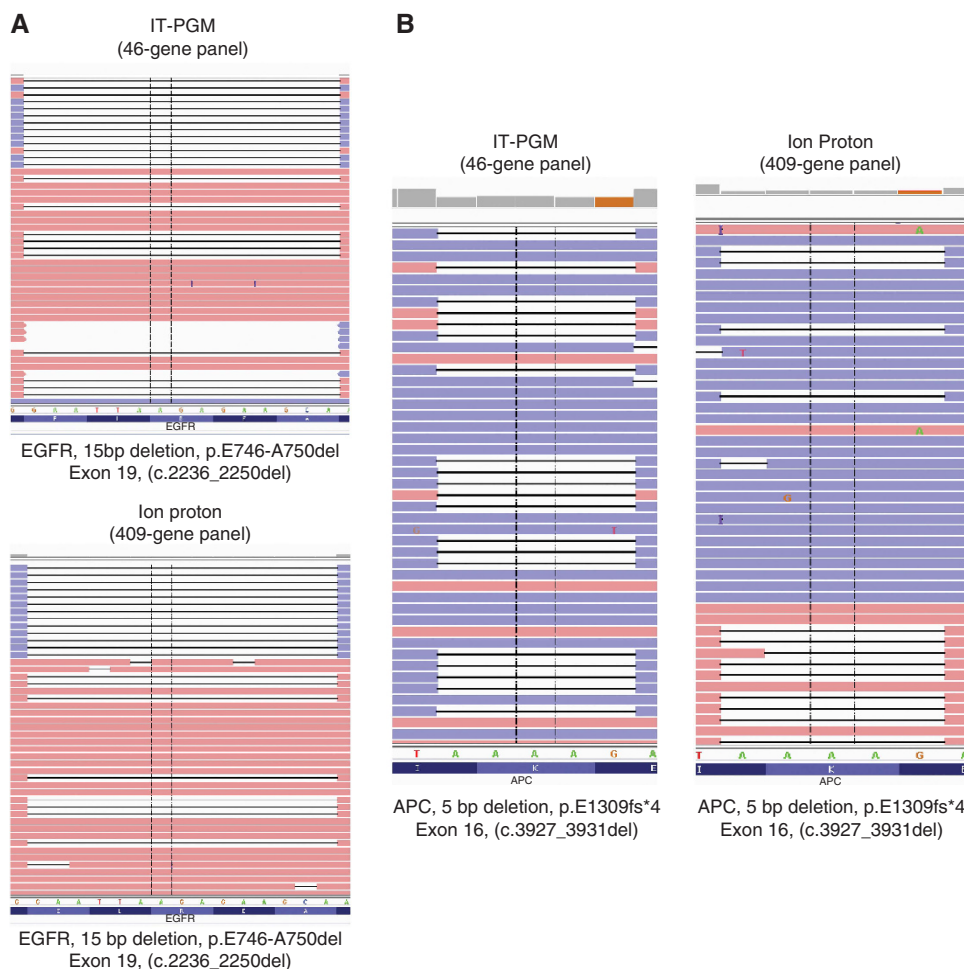 A
IT-PGM
(46-gene panel)
G G A A T T A A G A G A A G C A A
EGFR
EGFR, 15bp deletion, p.E746-A750del
Exon 19, (c.2236_2250del)
Ion proton
(409-gene panel)
G G A A T T A A G A G A A G C A A
EGFR
EGFR, 15 bp deletion, p.E746-A750del
Exon 19, (c.2236_2250del)
B
IT-PGM
(46-gene panel)
G T
T A A A A G A
I K E
APC
APC, 5 bp deletion, p.E1309fs*4
Exon 16, (c.3927_3931del)
Ion Proton
(409-gene panel)
A
T
A
G
T A A A A G A
I K E
APC
APC, 5 bp deletion, p.E1309fs*4
Exon 16, (c.3927_3931del)